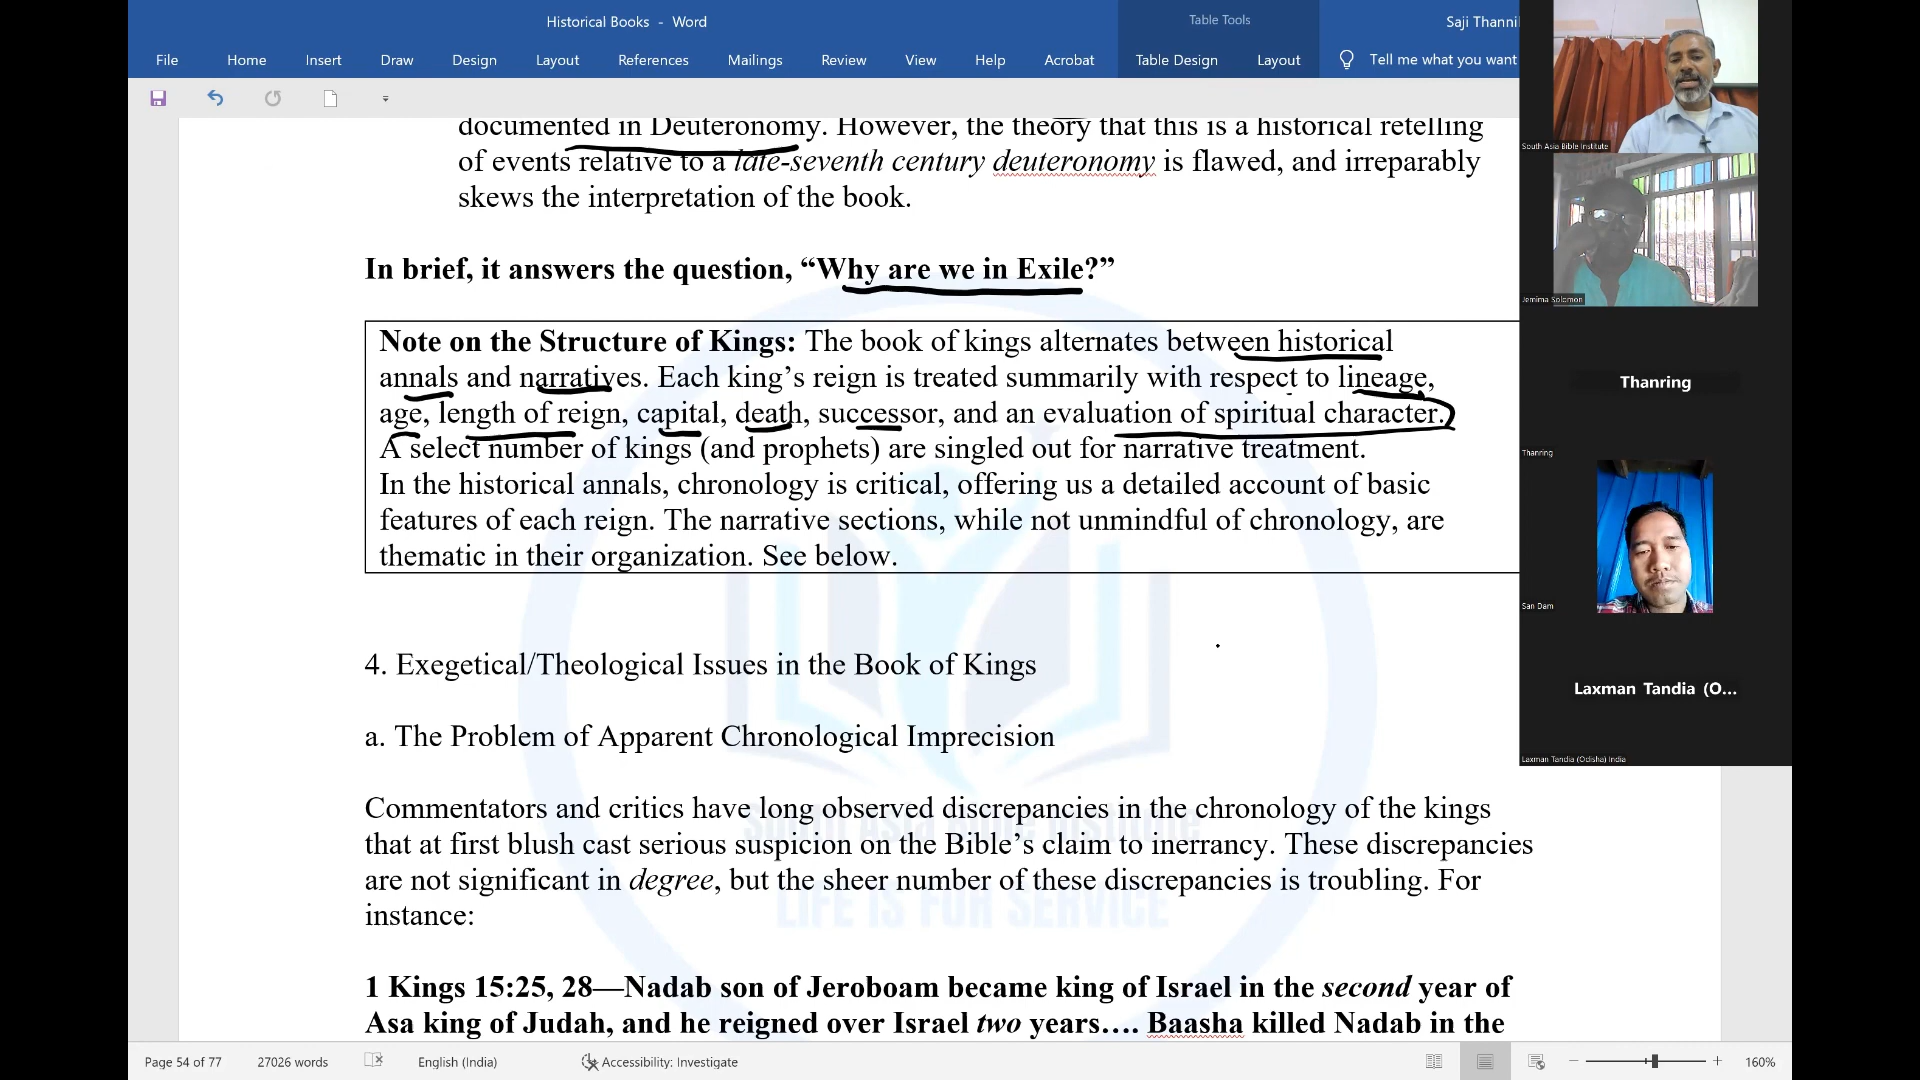 Historical Books - Word
Table Tools
Saji Thannil
File Home Insert Draw Design Layout References Mailings Review View Help Acrobat Table Design Layout Tell me what you want
documented in Deuteronomy. However, the theory that this is a historical retelling
of events relative to a late-seventh century deuteronomy is flawed, and irreparably
skews the interpretation of the book.
In brief, it answers the question, “Why are we in Exile?”
Note on the Structure of Kings: The book of kings alternates between historical
annals and narratives. Each king’s reign is treated summarily with respect to lineage,
age, length of reign, capital, death, successor, and an evaluation of spiritual character.
A select number of kings (and prophets) are singled out for narrative treatment.
In the historical annals, chronology is critical, offering us a detailed account of basic
features of each reign. The narrative sections, while not unmindful of chronology, are
thematic in their organization. See below.
4. Exegetical/Theological Issues in the Book of Kings
a. The Problem of Apparent Chronological Imprecision
Commentators and critics have long observed discrepancies in the chronology of the kings
that at first blush cast serious suspicion on the Bible’s claim to inerrancy. These discrepancies
are not significant in degree, but the sheer number of these discrepancies is troubling. For
instance:
1 Kings 15:25, 28—Nadab son of Jeroboam became king of Israel in the second year of
Asa king of Judah, and he reigned over Israel two years…. Baasha killed Nadab in the
South Asia Bible Institute
LIFE IS FOR SERVICE
South Asia Bible Institute
Jemima Solomon
Thanring
Thanring
San Dam
Laxman Tandia (O...
Laxman Tandia (Odisha) India
Page 54 of 77 27026 words English (India) Accessibility: Investigate 160%